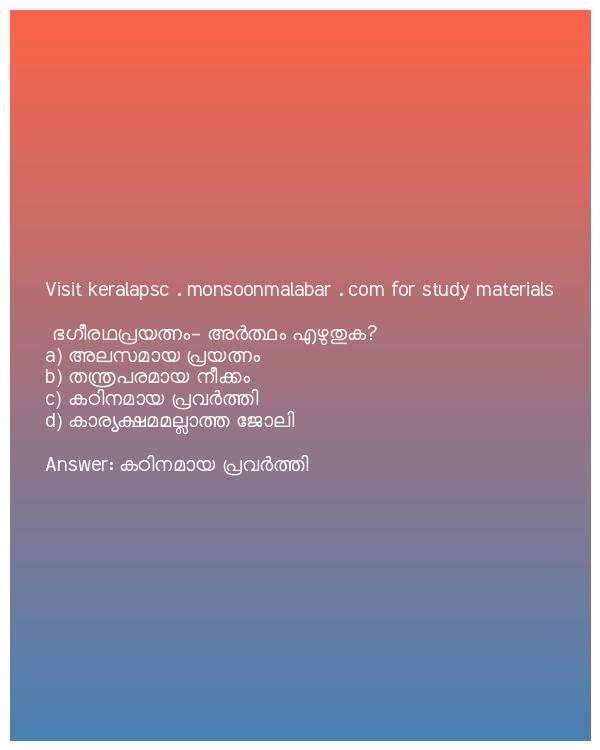 Visit keralapsc . monsoonmalabar . com for study materials
ഭഗീരഥപ്രയത്നം- അർത്ഥം എഴുതുക?
a) അലസമായ പ്രയത്നം
b) തന്ത്രപരമായ നീക്കം
c) കഠിനമായ പ്രവർത്തി
d) കാര്യക്ഷമമല്ലാത്ത ജോലി
Answer: കഠിനമായ പ്രവർത്തി